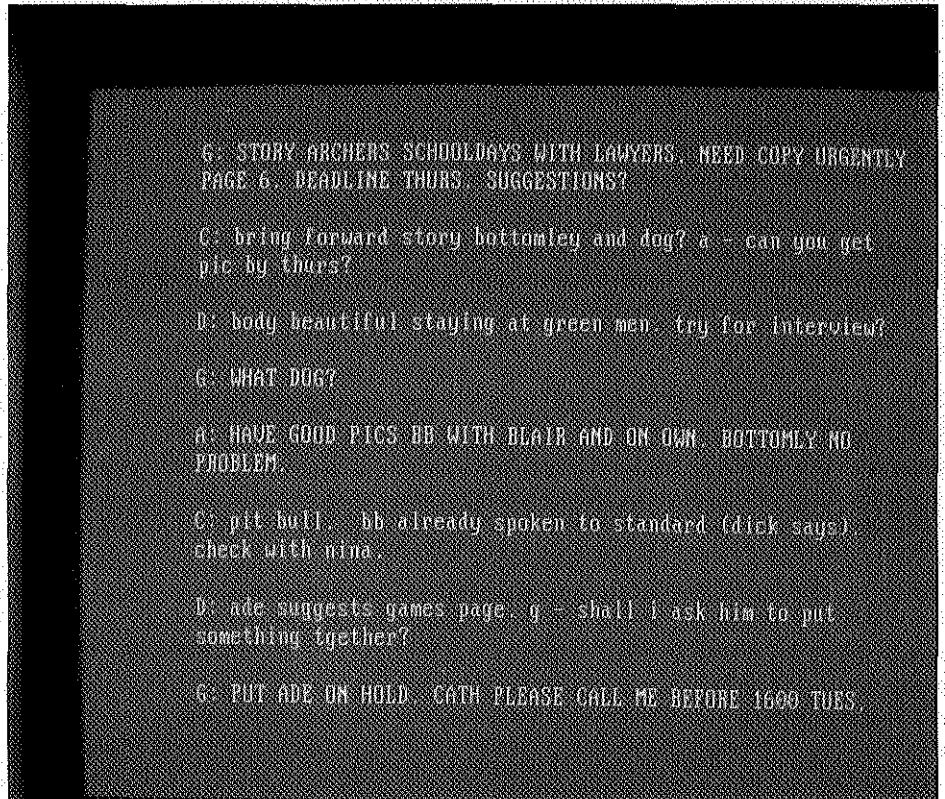 G: STORY ARCHERS SCHOOLDAYS WITH LAWYERS. NEED COPY URGENTLY
PAGE 6. DEADLINE THURS. SUGGESTIONS?
C: bring forward story bottomley and dog? a - can you get
pic by thurs?
D: body beautiful staying at green men. try for interview?
G: WHAT DOG?
A: HAVE GOOD PICS BB WITH BLAIR AND ON OWN. BOTTOMLY NO
PROBLEM.
C: pit bull. bb already spoken to standard (dick says).
check with nina.
D: ade suggests games page. g - shall i ask him to put
something tgether?
G: PUT ADE ON HOLD. CATH PLEASE CALL ME BEFORE 1600 TUES.